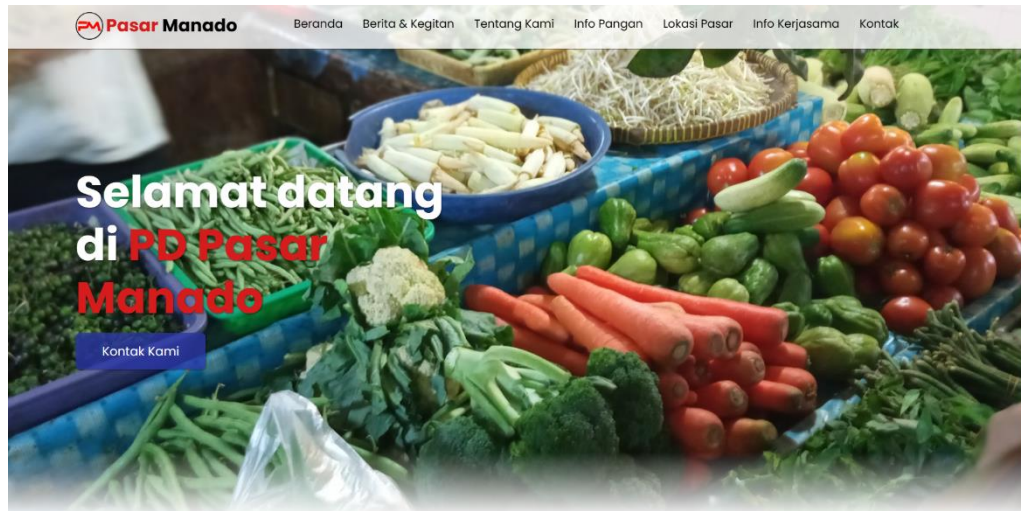 PM Pasar Manado
Beranda Berita & Kegitan Tentang Kami Info Pangan Lokasi Pasar Info Kerjasama Kontak
Selamat datang
di PD Pasar
Manado
Kontak Kami